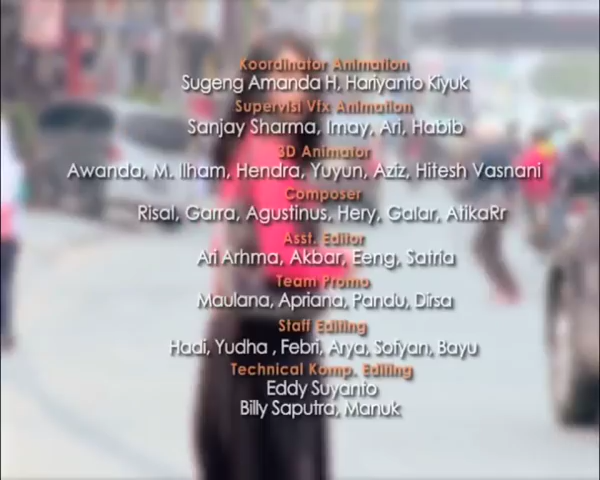 Koordinator Animation
Sugeng Amanda H, Hariyanto Kiyuk
Supervisi Vfx Animation
Sanjay Sharma, Imay, Ari, Habib
3D Animator
Awanda, M. Ilham, Hendra, Yuyun, Aziz, Hitesh Vasnani
Composer
Risal, Garra, Agustinus, Hery, Galar, AtikaRr
Asst. Editor
Ari Arhma, Akbar, Eeng, Satria
Team Promo
Maulana, Apriana, Pandu, Dirsa
Staff Editing
Hadi, Yudha , Febri, Arya, Sofyan, Bayu
Technical Komp. Editing
Eddy Suyanto
Billy Saputra, Manuk